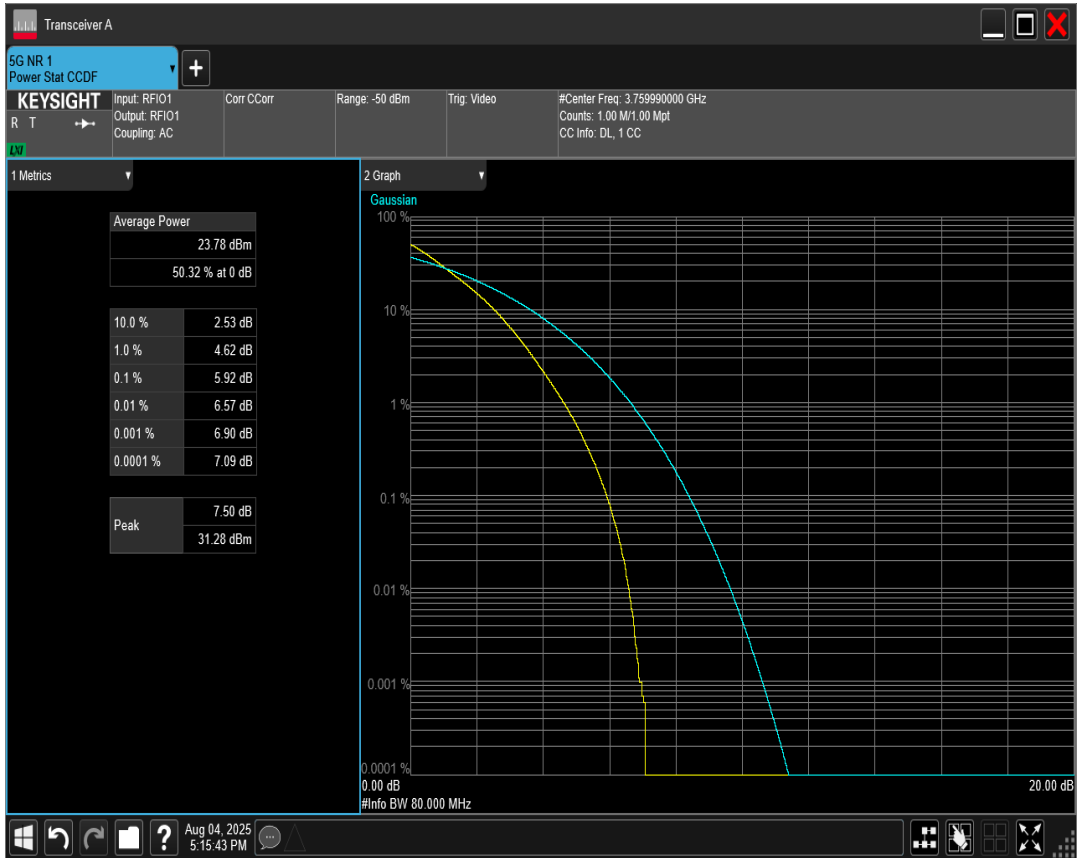 Transceiver A
5G NR 1
Power Stat CCDF
+
KEYSIGHT
R T
LXI
Input: RFIO1
Output: RFIO1
Coupling: AC
Corr CCorr
Range: -50 dBm
Trig: Video
#Center Freq: 3.759990000 GHz
Counts: 1.00 M/1.00 Mpt
CC Info: DL, 1 CC
1 Metrics
Average Power
23.78 dBm
50.32 % at 0 dB
10.0 % 2.53 dB
1.0 % 4.62 dB
0.1 % 5.92 dB
0.01 % 6.57 dB
0.001 % 6.90 dB
0.0001 % 7.09 dB
Peak 7.50 dB
31.28 dBm
2 Graph
Gaussian
100 %
10 %
1 %
0.1 %
0.01 %
0.001 %
0.0001 %
0.00 dB 20.00 dB
#Info BW 80.000 MHz
? Aug 04, 2025
5:15:43 PM